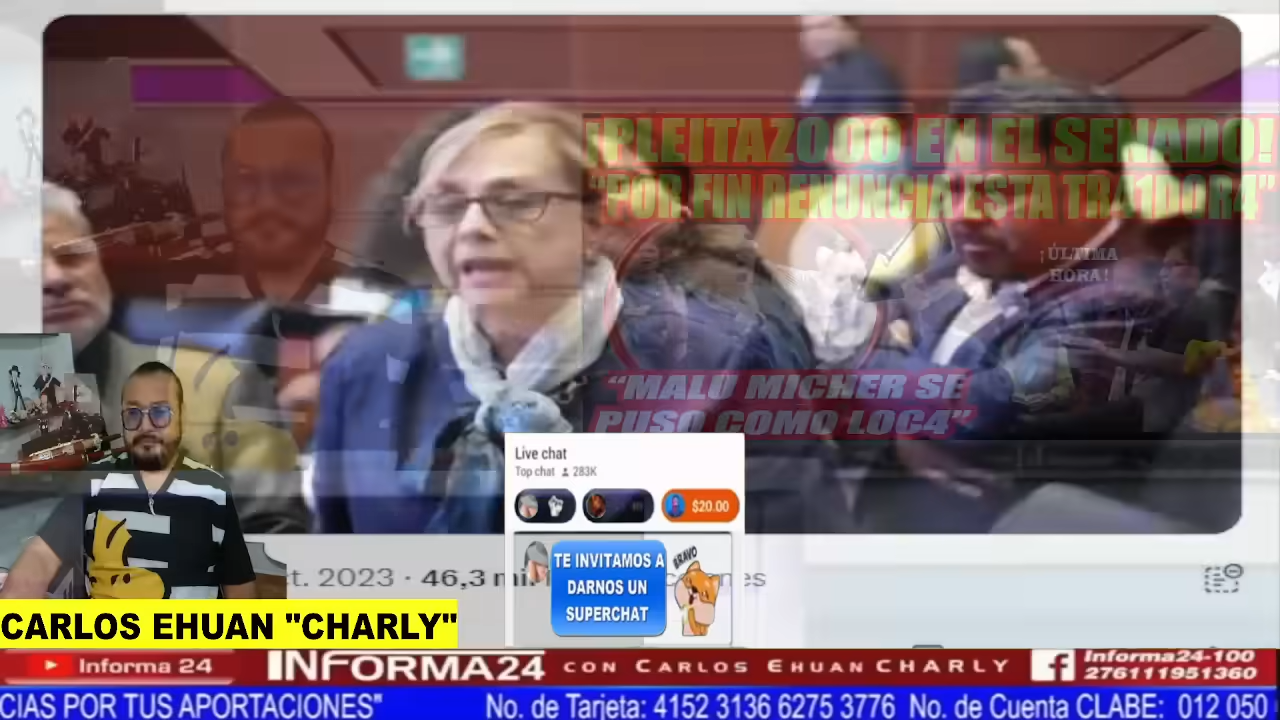 ¡PLEITAZOOO EN EL SENADO!
"POR FIN RENUNCIA ESTA TRA1DOR4"
¡ÚLTIMA
HORA!
"MALU MICHER SE
PUSO COMO LOC4"
Live chat
Top chat 283K
$20.00
TE INVITAMOS A
DARNOS UN
SUPERCHAT
BRAVO
ct. 2023 · 46,3 mi
nes
CARLOS EHUAN "CHARLY"
Informa 24
INFORMA24 CON CARLOS EHUAN CHARLY
Informa24-100
276111951360
CIAS POR TUS APORTACIONES" No. de Tarjeta: 4152 3136 6275 3776 No. de Cuenta CLABE: 012 050